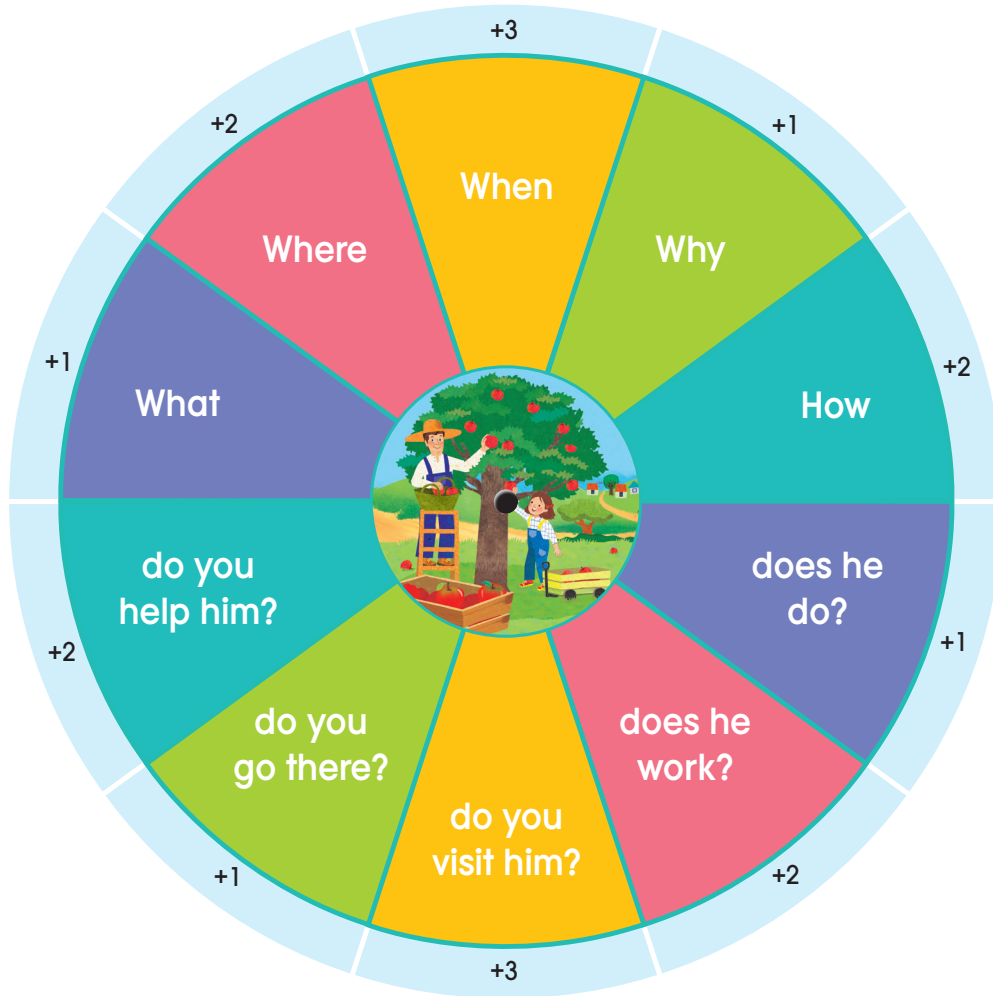 +3
When
+1
Why
+2
How
+1
does he
do?
+2
does he
work?
+3
do you
visit him?
+1
do you
go there?
+2
do you
help him?
+1
What
+2
Where